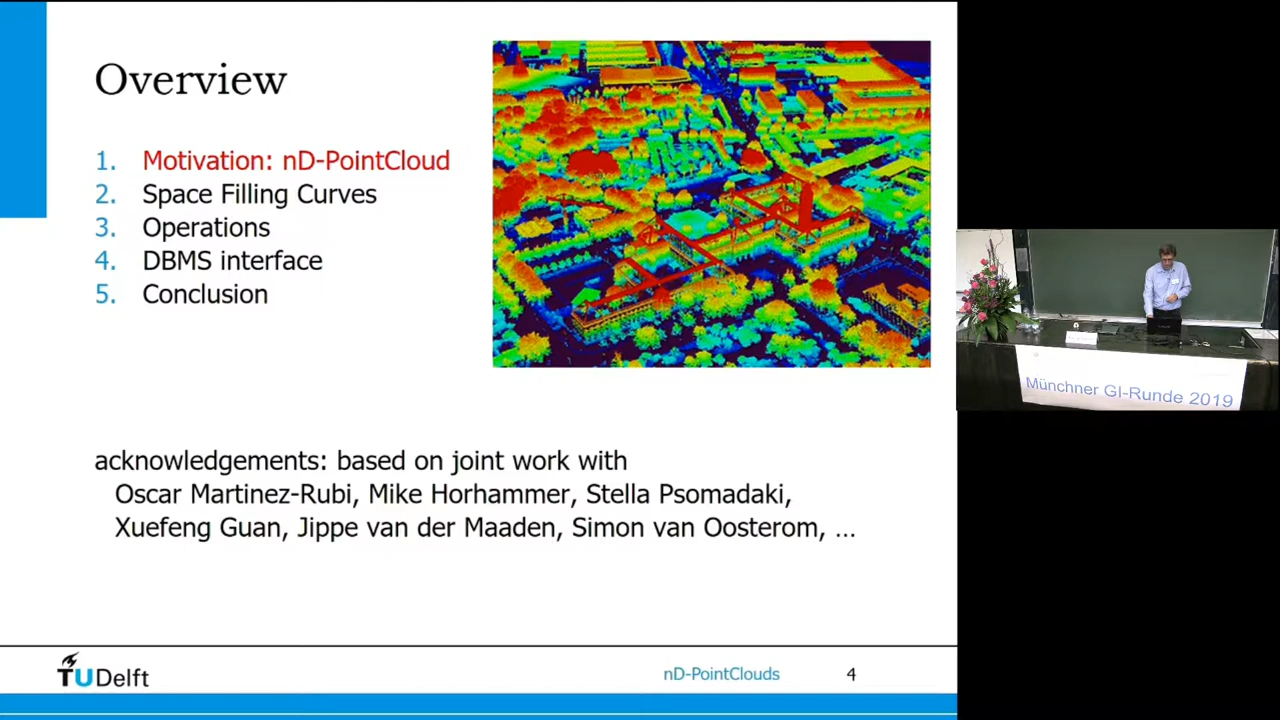 Overview
1. Motivation: nD-PointCloud
2. Space Filling Curves
3. Operations
4. DBMS interface
5. Conclusion
acknowledgements: based on joint work with
Oscar Martinez-Rubi, Mike Horhammer, Stella Psomadaki,
Xuefeng Guan, Jippe van der Maaden, Simon van Oosterom, ...
TUDelft
nD-PointClouds
4
Münchner GI-Runde 2019